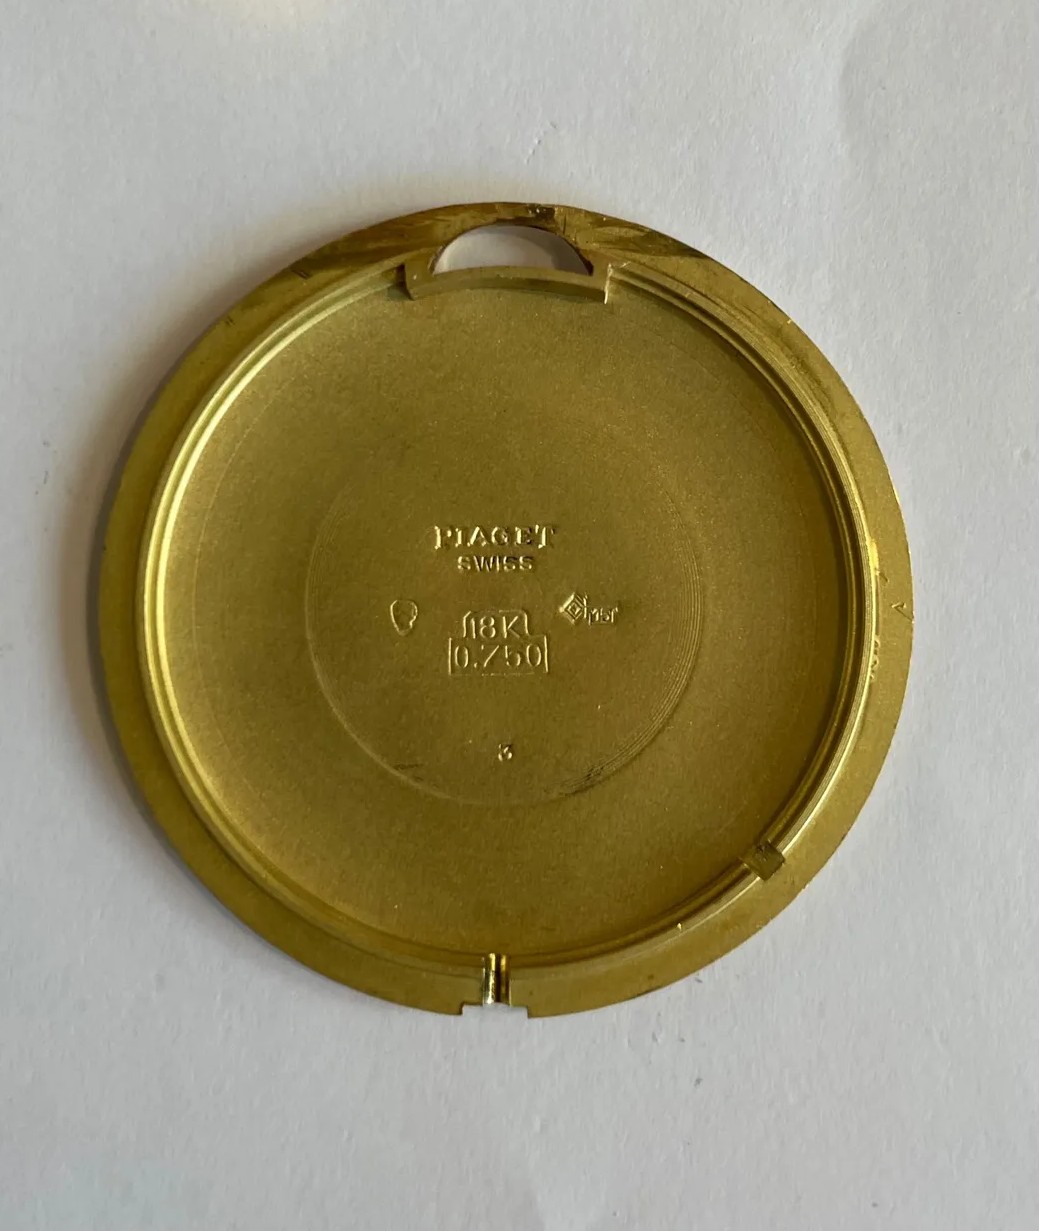 PIAGET
SWISS
18K
0.750
3